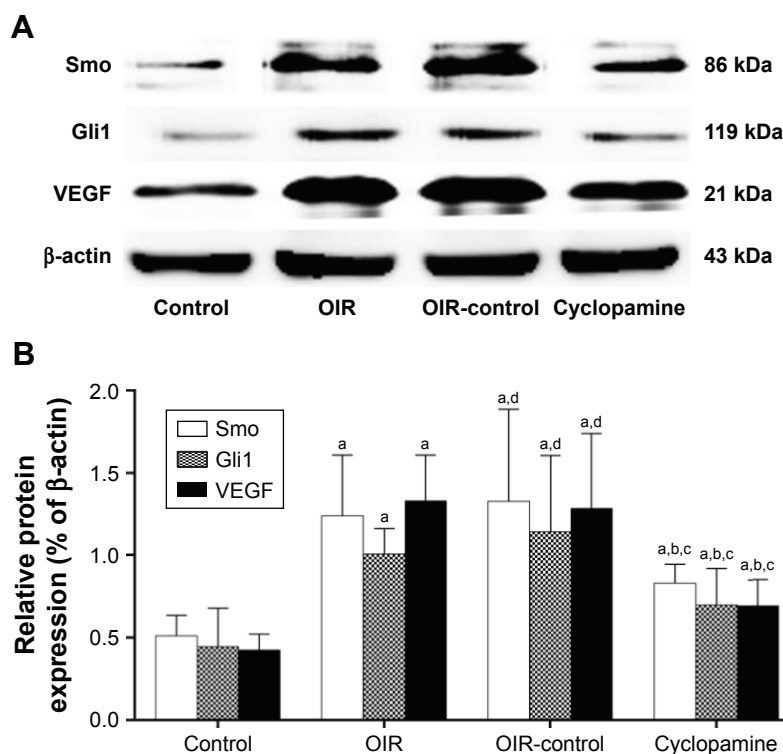 A
Smo 86 kDa
Gli1 119 kDa
VEGF 21 kDa
β-actin 43 kDa
Control OIR OIR-control Cyclopamine
B
Relative protein
expression (% of β-actin)
2.0
1.5
1.0
0.5
0.0
Smo
Gli1
VEGF
a a a a,d a,d a,d a,b,c a,b,c a,b,c
Control OIR OIR-control Cyclopamine